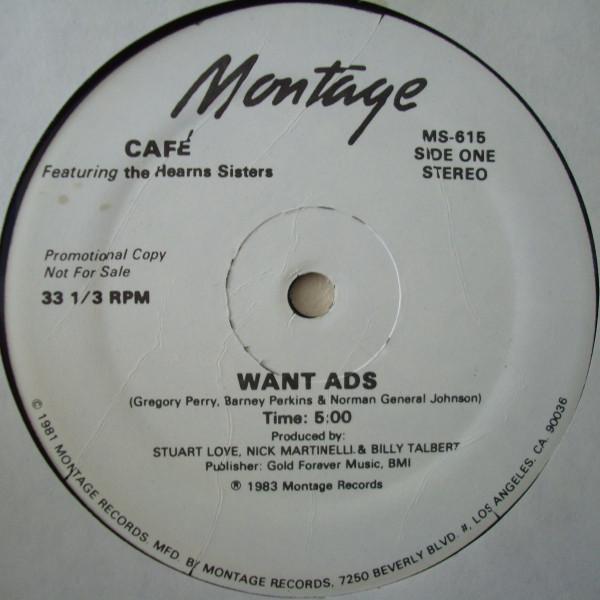 Montage
CAFÉ
Featuring the Hearns Sisters
MS-615
SIDE ONE
STEREO
Promotional Copy
Not For Sale
33 1/3 RPM
WANT ADS
(Gregory Perry, Barney Perkins & Norman General Johnson)
Time: 5:00
Produced by:
STUART LOVE, NICK MARTINELLI & BILLY TALBERT
Publisher: Gold Forever Music, BMI
℗ 1983 Montage Records
© 1981 MONTAGE RECORDS. MFD. BY MONTAGE RECORDS, 7250 BEVERLY BLVD. #, LOS ANGELES, CA. 90036